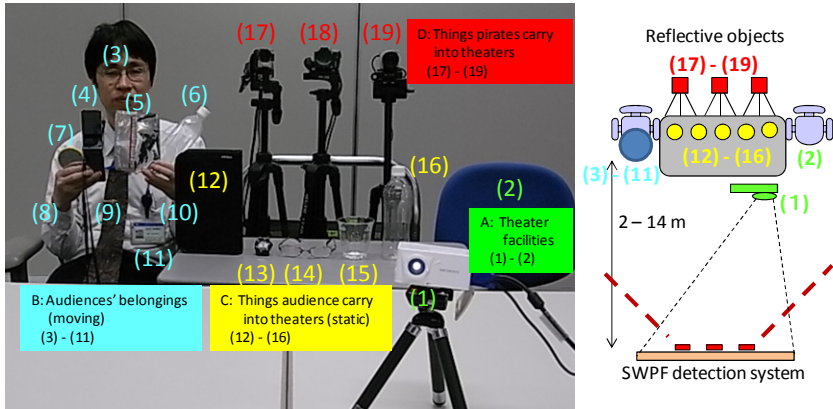 (17)
(18)
(19)
D: Things pirates carry
into theaters
(17) - (19)
(3)
(4)
(5)
(6)
(7)
(12)
(16)
(2)
(8)
(9)
(10)
A: Theater
facilities
(1) - (2)
(11)
(13)
(14)
(15)
(1)
B: Audiences' belongings
(moving)
(3) - (11)
C: Things audience carry
into theaters (static)
(12) - (16)
Reflective objects
(17) - (19)
(12) - (16)
(2)
(3) - (11)
(1)
2 – 14 m
SWPF detection system